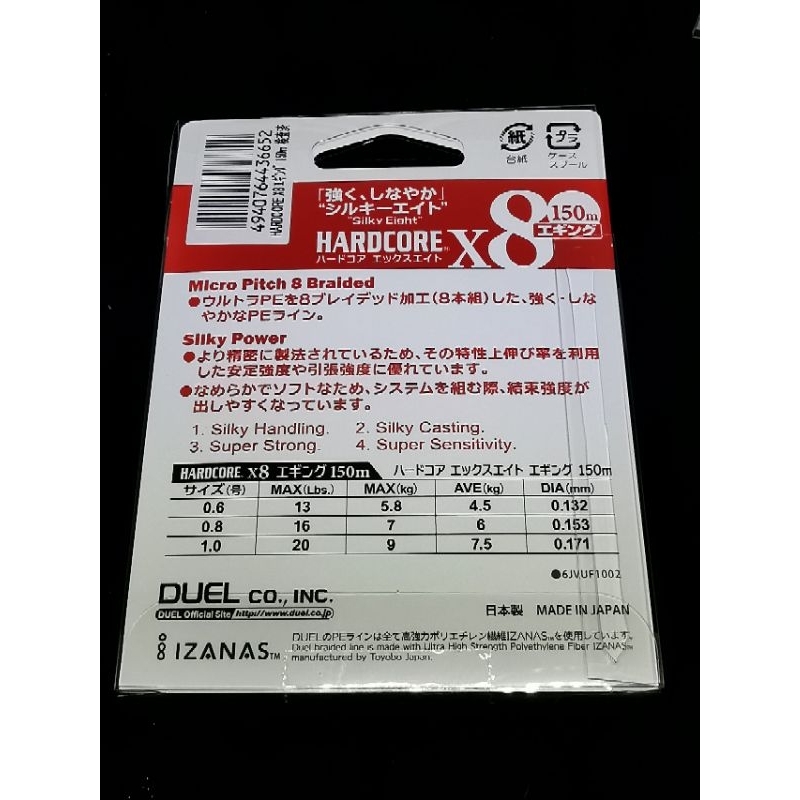 4940764436652
紙
台紙
プラ
ケース
スプール
「強く、しなやか」
"シルキーエイト"
"Silky Eight"
HARDCORE™ X8
ハードコア エックスエイト
150m
エギング
Micro Pitch 8 Braided
●ウルトラPEを8ブレイデッド加工(8本組)した、強く・しな
やかなPEライン。
Silky Power
●より精密に製法されているため、その特性上伸び率を利用
した安定強度や引張強度に優れています。
●なめらかでソフトなため、システムを組む際、結束強度が
出しやすくなっています。
1. Silky Handling. 2. Silky Casting.
3. Super Strong. 4. Super Sensitivity.
HARDCORE™ X8 エギング 150m ハードコア エックスエイト エギング 150m
サイズ(号) MAX(Lbs.) MAX(kg) AVE(kg) DIA(mm)
0.6 13 5.8 4.5 0.132
0.8 16 7 6 0.153
1.0 20 9 7.5 0.171
●6JVUF1002
DUEL CO., INC.
DUEL Official Site http://www.duel.co.jp
日本製 MADE IN JAPAN
IZANAS™
DUELのPEラインは全て高強力ポリエチレン繊維IZANAS™を使用しています。
Duel braided line is made with Ultra High Strength Polyethylene Fiber IZANAS™
manufactured by Toyobo Japan.